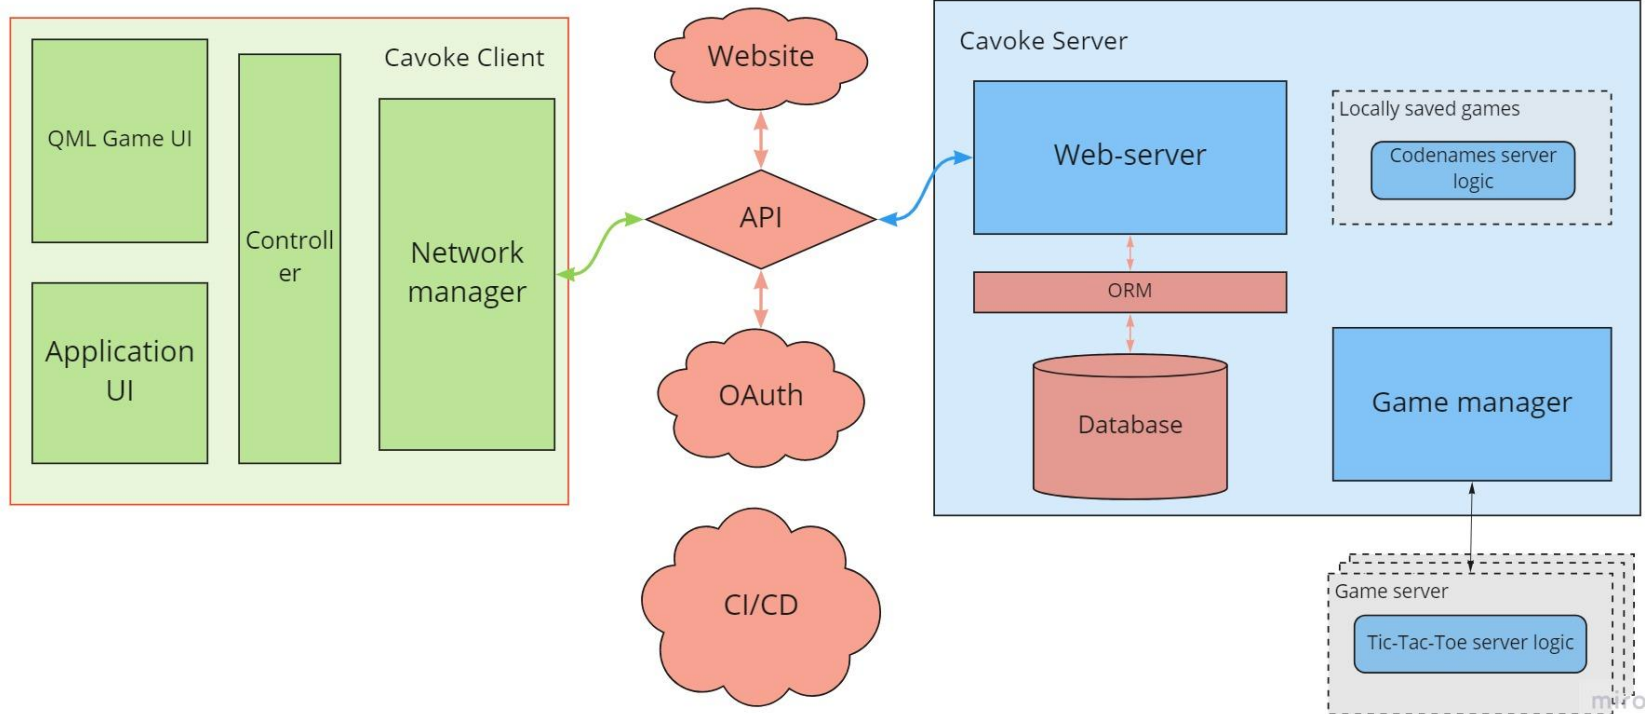 Cavoke Client
QML Game UI
Controll
er
Network
manager
Application
UI
Website
API
OAuth
CI/CD
Cavoke Server
Web-server
ORM
Database
Locally saved games
Codenames server
logic
Game manager
Game server
Tic-Tac-Toe server logic
miro